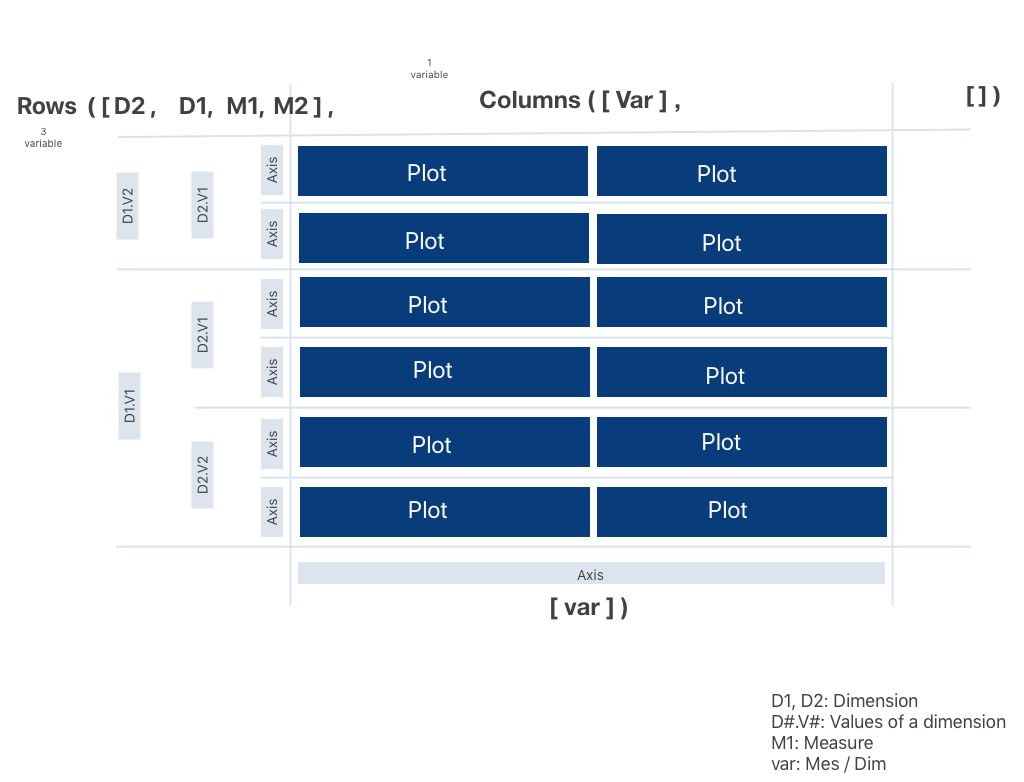 1
variable
Rows ( [ D2 , D1, M1, M2 ] ,
Columns ( [ Var ] ,
[ ] )
3
variable
D1.V2
D2.V1
Axis
Plot
Plot
Axis
Plot
Plot
D1.V1
D2.V1
Axis
Plot
Plot
Axis
Plot
Plot
D2.V2
Axis
Plot
Plot
Axis
Plot
Plot
Axis
[ var ] )
D1, D2: Dimension
D#.V#: Values of a dimension
M1: Measure
var: Mes / Dim